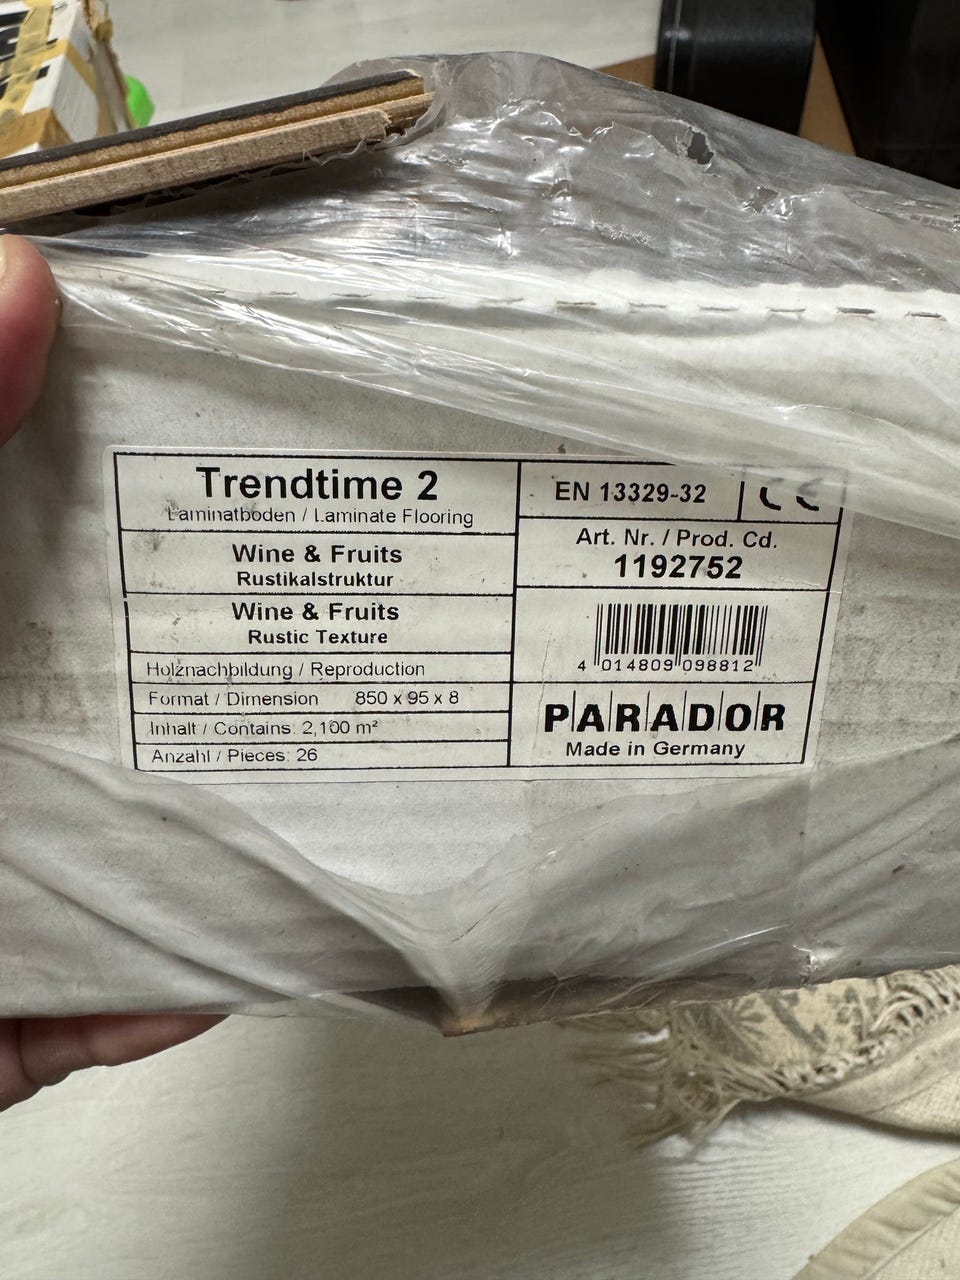 Trendtime 2
Laminatboden / Laminate Flooring
Wine & Fruits
Rustikalstruktur
Wine & Fruits
Rustic Texture
Holznachbildung / Reproduction
Format / Dimension 850 x 95 x 8
Inhalt / Contains: 2,100 m²
Anzahl / Pieces: 26
EN 13329-32 CE
Art. Nr. / Prod. Cd.
1192752
4 014809 098812
PARADOR
Made in Germany